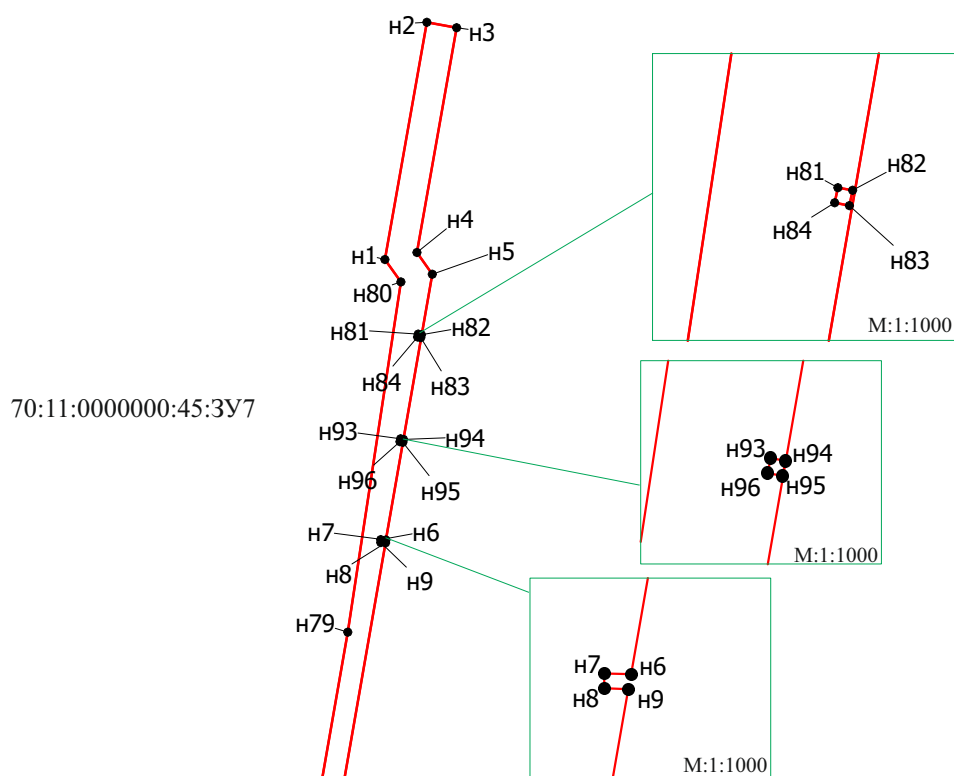 н2
н3
н81
н82
н84
н83
М:1:1000
н4
н1
н5
н80
н81
н82
н84
н83
70:11:0000000:45:ЗУ7
н93
н94
н96
н95
н93
н94
н96
н95
М:1:1000
н7
н6
н8
н9
н79
н7
н6
н8
н9
М:1:1000